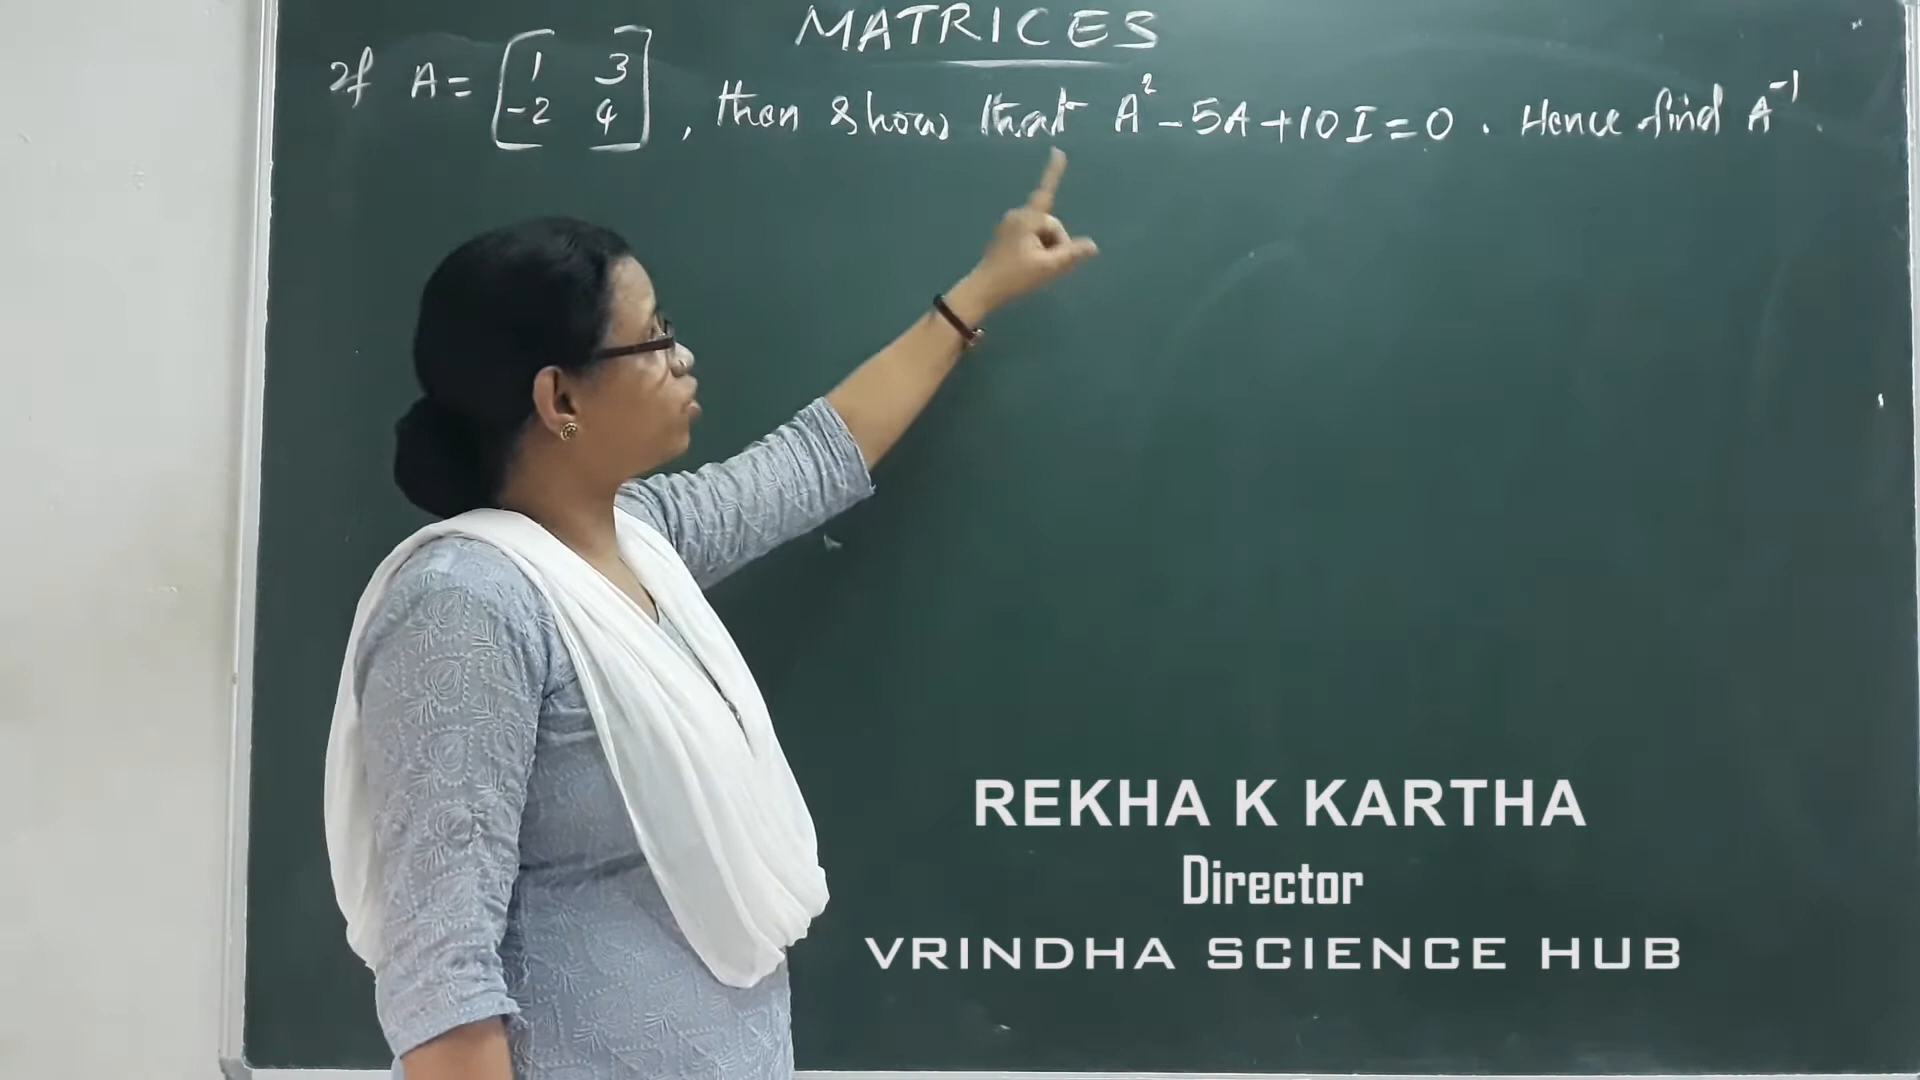 MATRICES
If A = [1 3
-2 4], then show that A² - 5A + 10I = 0. Hence find A⁻¹.
REKHA K KARTHA
Director
VRINDHA SCIENCE HUB